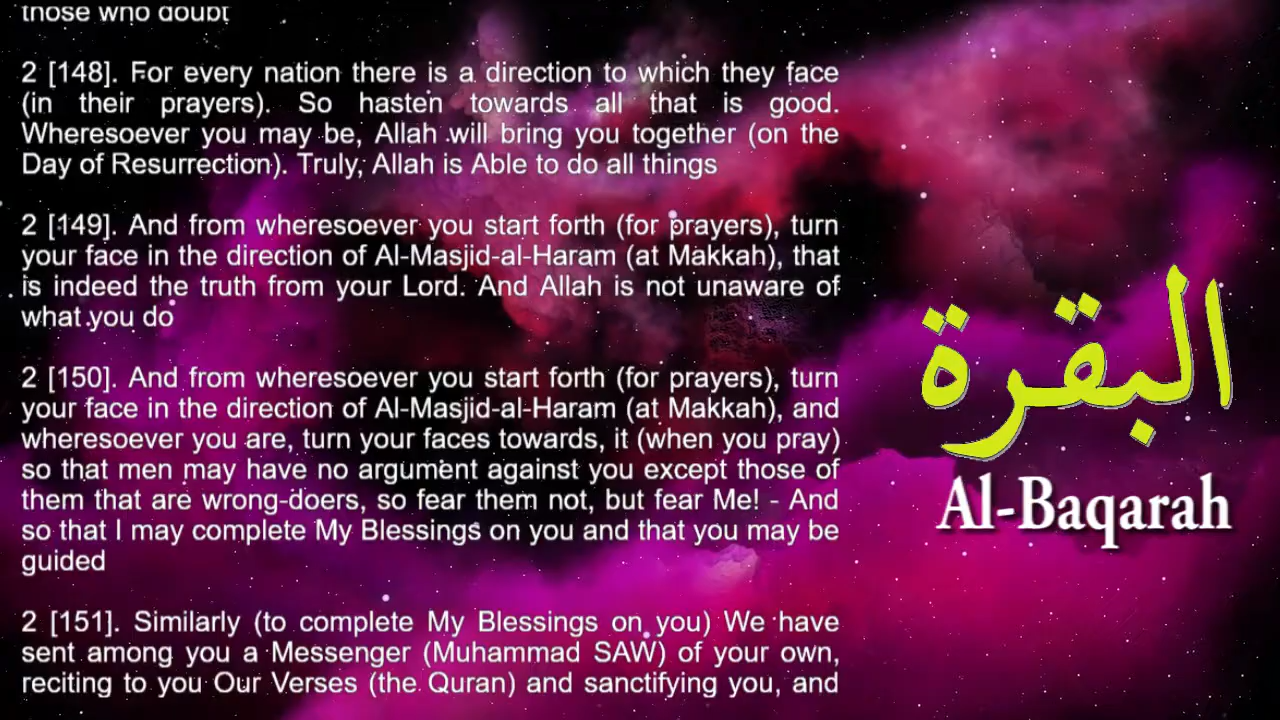 those who doubt
2 [148]. For every nation there is a direction to which they face
(in their prayers). So hasten towards all that is good.
Wheresoever you may be, Allah will bring you together (on the
Day of Resurrection). Truly, Allah is Able to do all things
2 [149]. And from wheresoever you start forth (for prayers), turn
your face in the direction of Al-Masjid-al-Haram (at Makkah), that
is indeed the truth from your Lord. And Allah is not unaware of
what you do
2 [150]. And from wheresoever you start forth (for prayers), turn
your face in the direction of Al-Masjid-al-Haram (at Makkah), and
wheresoever you are, turn your faces towards, it (when you pray)
so that men may have no argument against you except those of
them that are wrong-doers, so fear them not, but fear Me! - And
so that I may complete My Blessings on you and that you may be
guided
2 [151]. Similarly (to complete My Blessings on you) We have
sent among you a Messenger (Muhammad SAW) of your own,
reciting to you Our Verses (the Quran) and sanctifying you, and
البقرة
Al-Baqarah